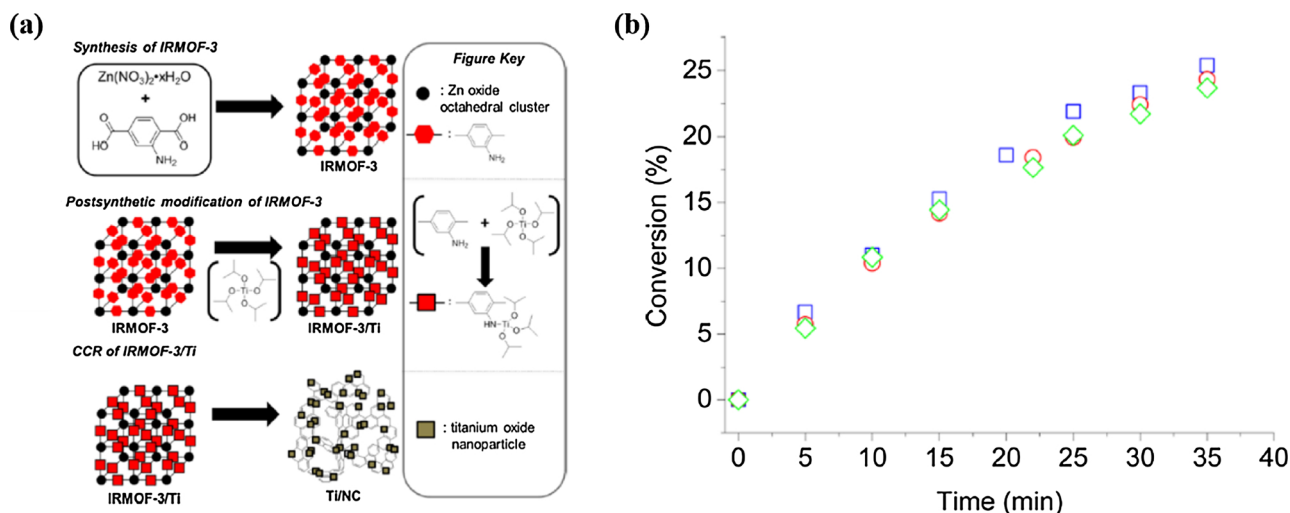 (a)
Synthesis of IRMOF-3
Zn(NO3)2•xH2O
+
HO
O
O
OH
NH2
IRMOF-3
Postsynthetic modification of IRMOF-3
IRMOF-3
O
O
Ti
O
O
IRMOF-3/Ti
CCR of IRMOF-3/Ti
IRMOF-3/Ti
Ti/NC
Figure Key
: Zn oxide
octahedral cluster
:
NH2
NH2
+
O
O
Ti
O
O
:
HN
Ti
O
O
O
: titanium oxide
nanoparticle
(b)
Conversion (%)
25
20
15
10
5
0
0 5 10 15 20 25 30 35 40
Time (min)